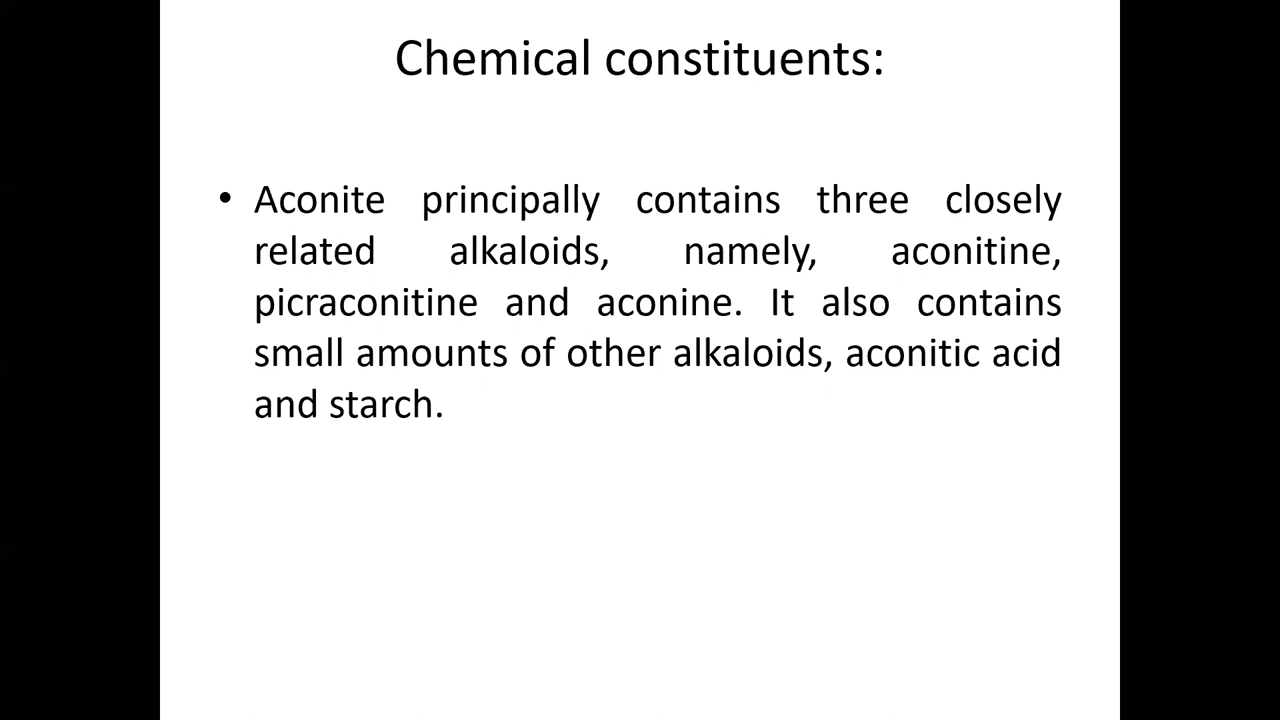 Chemical constituents:
• Aconite principally contains three closely
related alkaloids, namely, aconitine,
picraconitine and aconine. It also contains
small amounts of other alkaloids, aconitic acid
and starch.